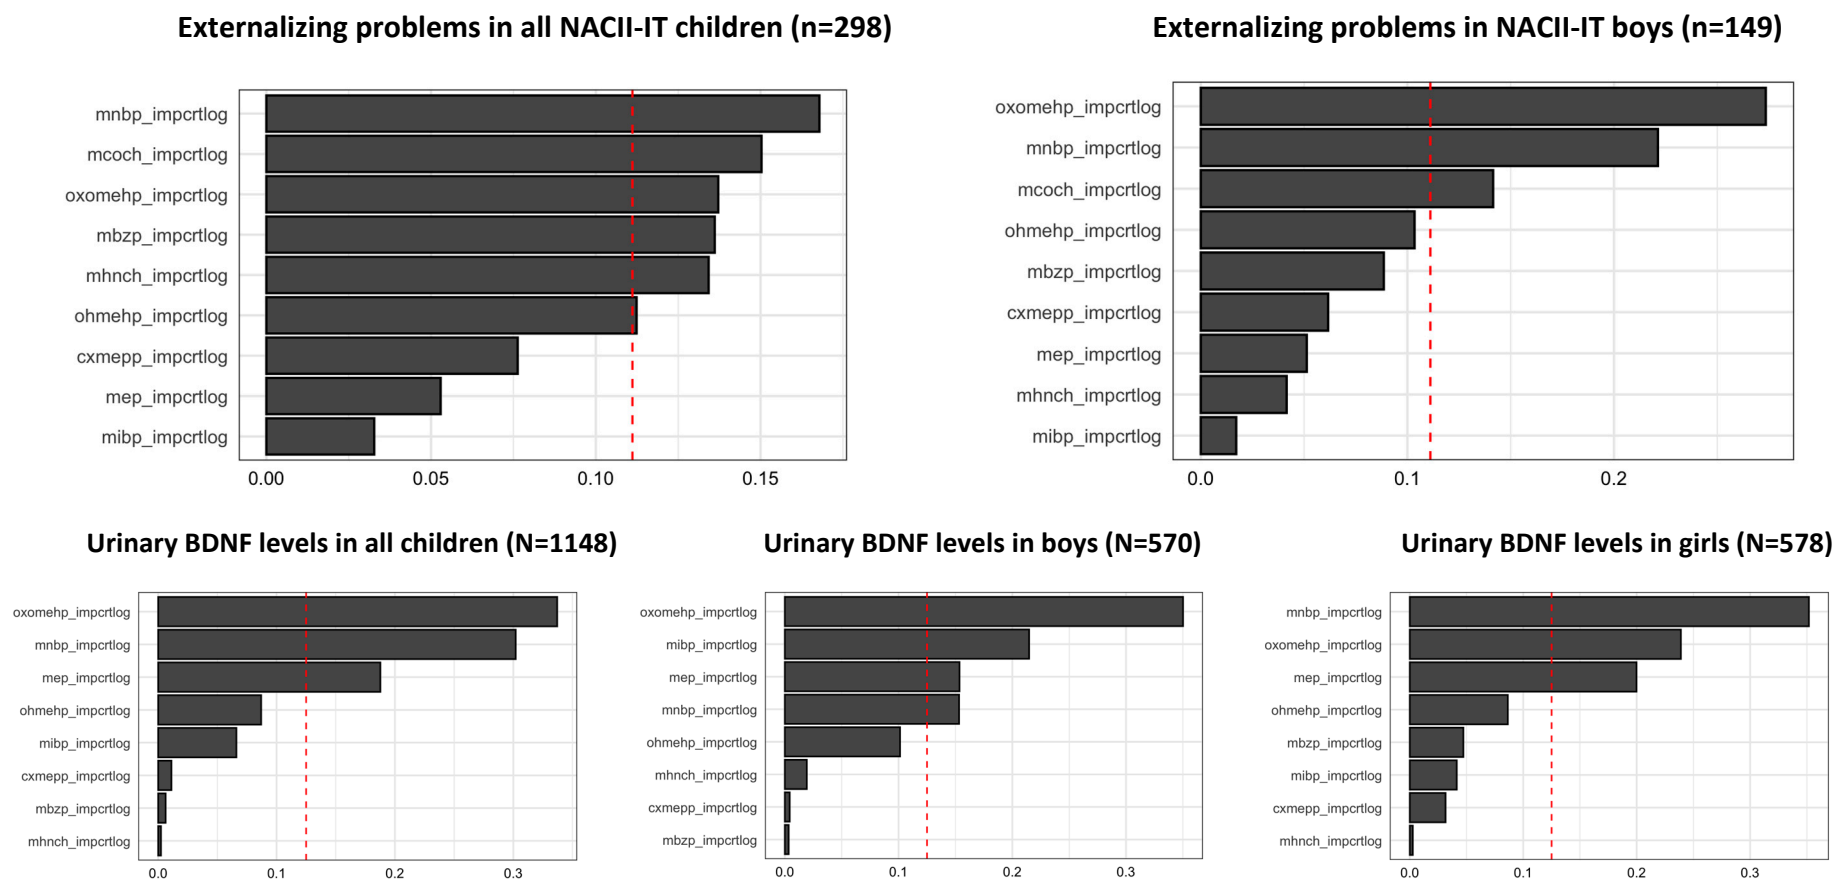 Externalizing problems in all NACII-IT children (n=298)
mnbp_impcrtlog
mcoch_impcrtlog
oxomehp_impcrtlog
mbzp_impcrtlog
mhnch_impcrtlog
ohmehp_impcrtlog
cxmepp_impcrtlog
mep_impcrtlog
mibp_impcrtlog
0.00 0.05 0.10 0.15
Externalizing problems in NACII-IT boys (n=149)
oxomehp_impcrtlog
mnbp_impcrtlog
mcoch_impcrtlog
ohmehp_impcrtlog
mbzp_impcrtlog
cxmepp_impcrtlog
mep_impcrtlog
mhnch_impcrtlog
mibp_impcrtlog
0.0 0.1 0.2
Urinary BDNF levels in all children (N=1148)
oxomehp_impcrtlog
mnbp_impcrtlog
mep_impcrtlog
ohmehp_impcrtlog
mibp_impcrtlog
cxmepp_impcrtlog
mbzp_impcrtlog
mhnch_impcrtlog
0.0 0.1 0.2 0.3
Urinary BDNF levels in boys (N=570)
oxomehp_impcrtlog
mibp_impcrtlog
mep_impcrtlog
mnbp_impcrtlog
ohmehp_impcrtlog
mhnch_impcrtlog
cxmepp_impcrtlog
mbzp_impcrtlog
0.0 0.1 0.2 0.3
Urinary BDNF levels in girls (N=578)
mnbp_impcrtlog
oxomehp_impcrtlog
mep_impcrtlog
ohmehp_impcrtlog
mbzp_impcrtlog
mibp_impcrtlog
cxmepp_impcrtlog
mhnch_impcrtlog
0.0 0.1 0.2 0.3